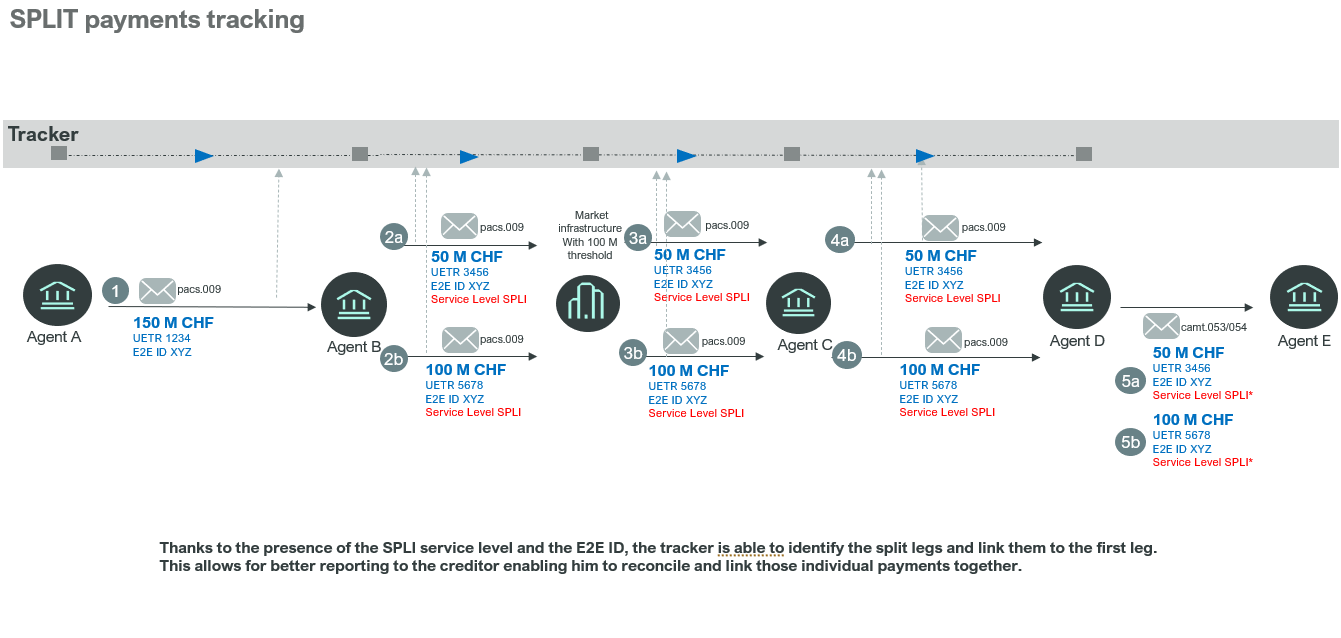 SPLIT payments tracking
Tracker
1
pacs.009
150 M CHF
UETR 1234
E2E ID XYZ
Agent A
Agent B
2a
pacs.009
50 M CHF
UETR 3456
E2E ID XYZ
Service Level SPLI
2b
pacs.009
100 M CHF
UETR 5678
E2E ID XYZ
Service Level SPLI
Market
infrastructure
With 100 M
threshold
3a
pacs.009
50 M CHF
UETR 3456
E2E ID XYZ
Service Level SPLI
3b
pacs.009
100 M CHF
UETR 5678
E2E ID XYZ
Service Level SPLI
Agent C
4a
pacs.009
50 M CHF
UETR 3456
E2E ID XYZ
Service Level SPLI
4b
pacs.009
100 M CHF
UETR 5678
E2E ID XYZ
Service Level SPLI
Agent D
camt.053/054
5a
50 M CHF
UETR 3456
E2E ID XYZ
Service Level SPLI*
5b
100 M CHF
UETR 5678
E2E ID XYZ
Service Level SPLI*
Agent E
Thanks to the presence of the SPLI service level and the E2E ID, the tracker is able to identify the split legs and link them to the first leg.
This allows for better reporting to the creditor enabling him to reconcile and link those individual payments together.